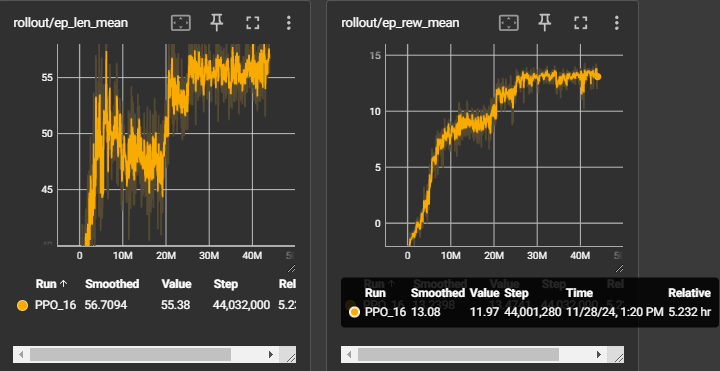 rollout/ep_len_mean
55
50
45
40
0 10M 20M 30M 40M 50
Run ↑ Smoothed Value Step Rel
PPO_16 56.7094 55.38 44,032,000 5.23
rollout/ep_rew_mean
15
10
5
0
0 10M 20M 30M 40M 50
Run Smoothed Value Step Time Relative
PPO_16 13.08 11.97 44,001,280 11/28/24, 1:20 PM 5.232 hr